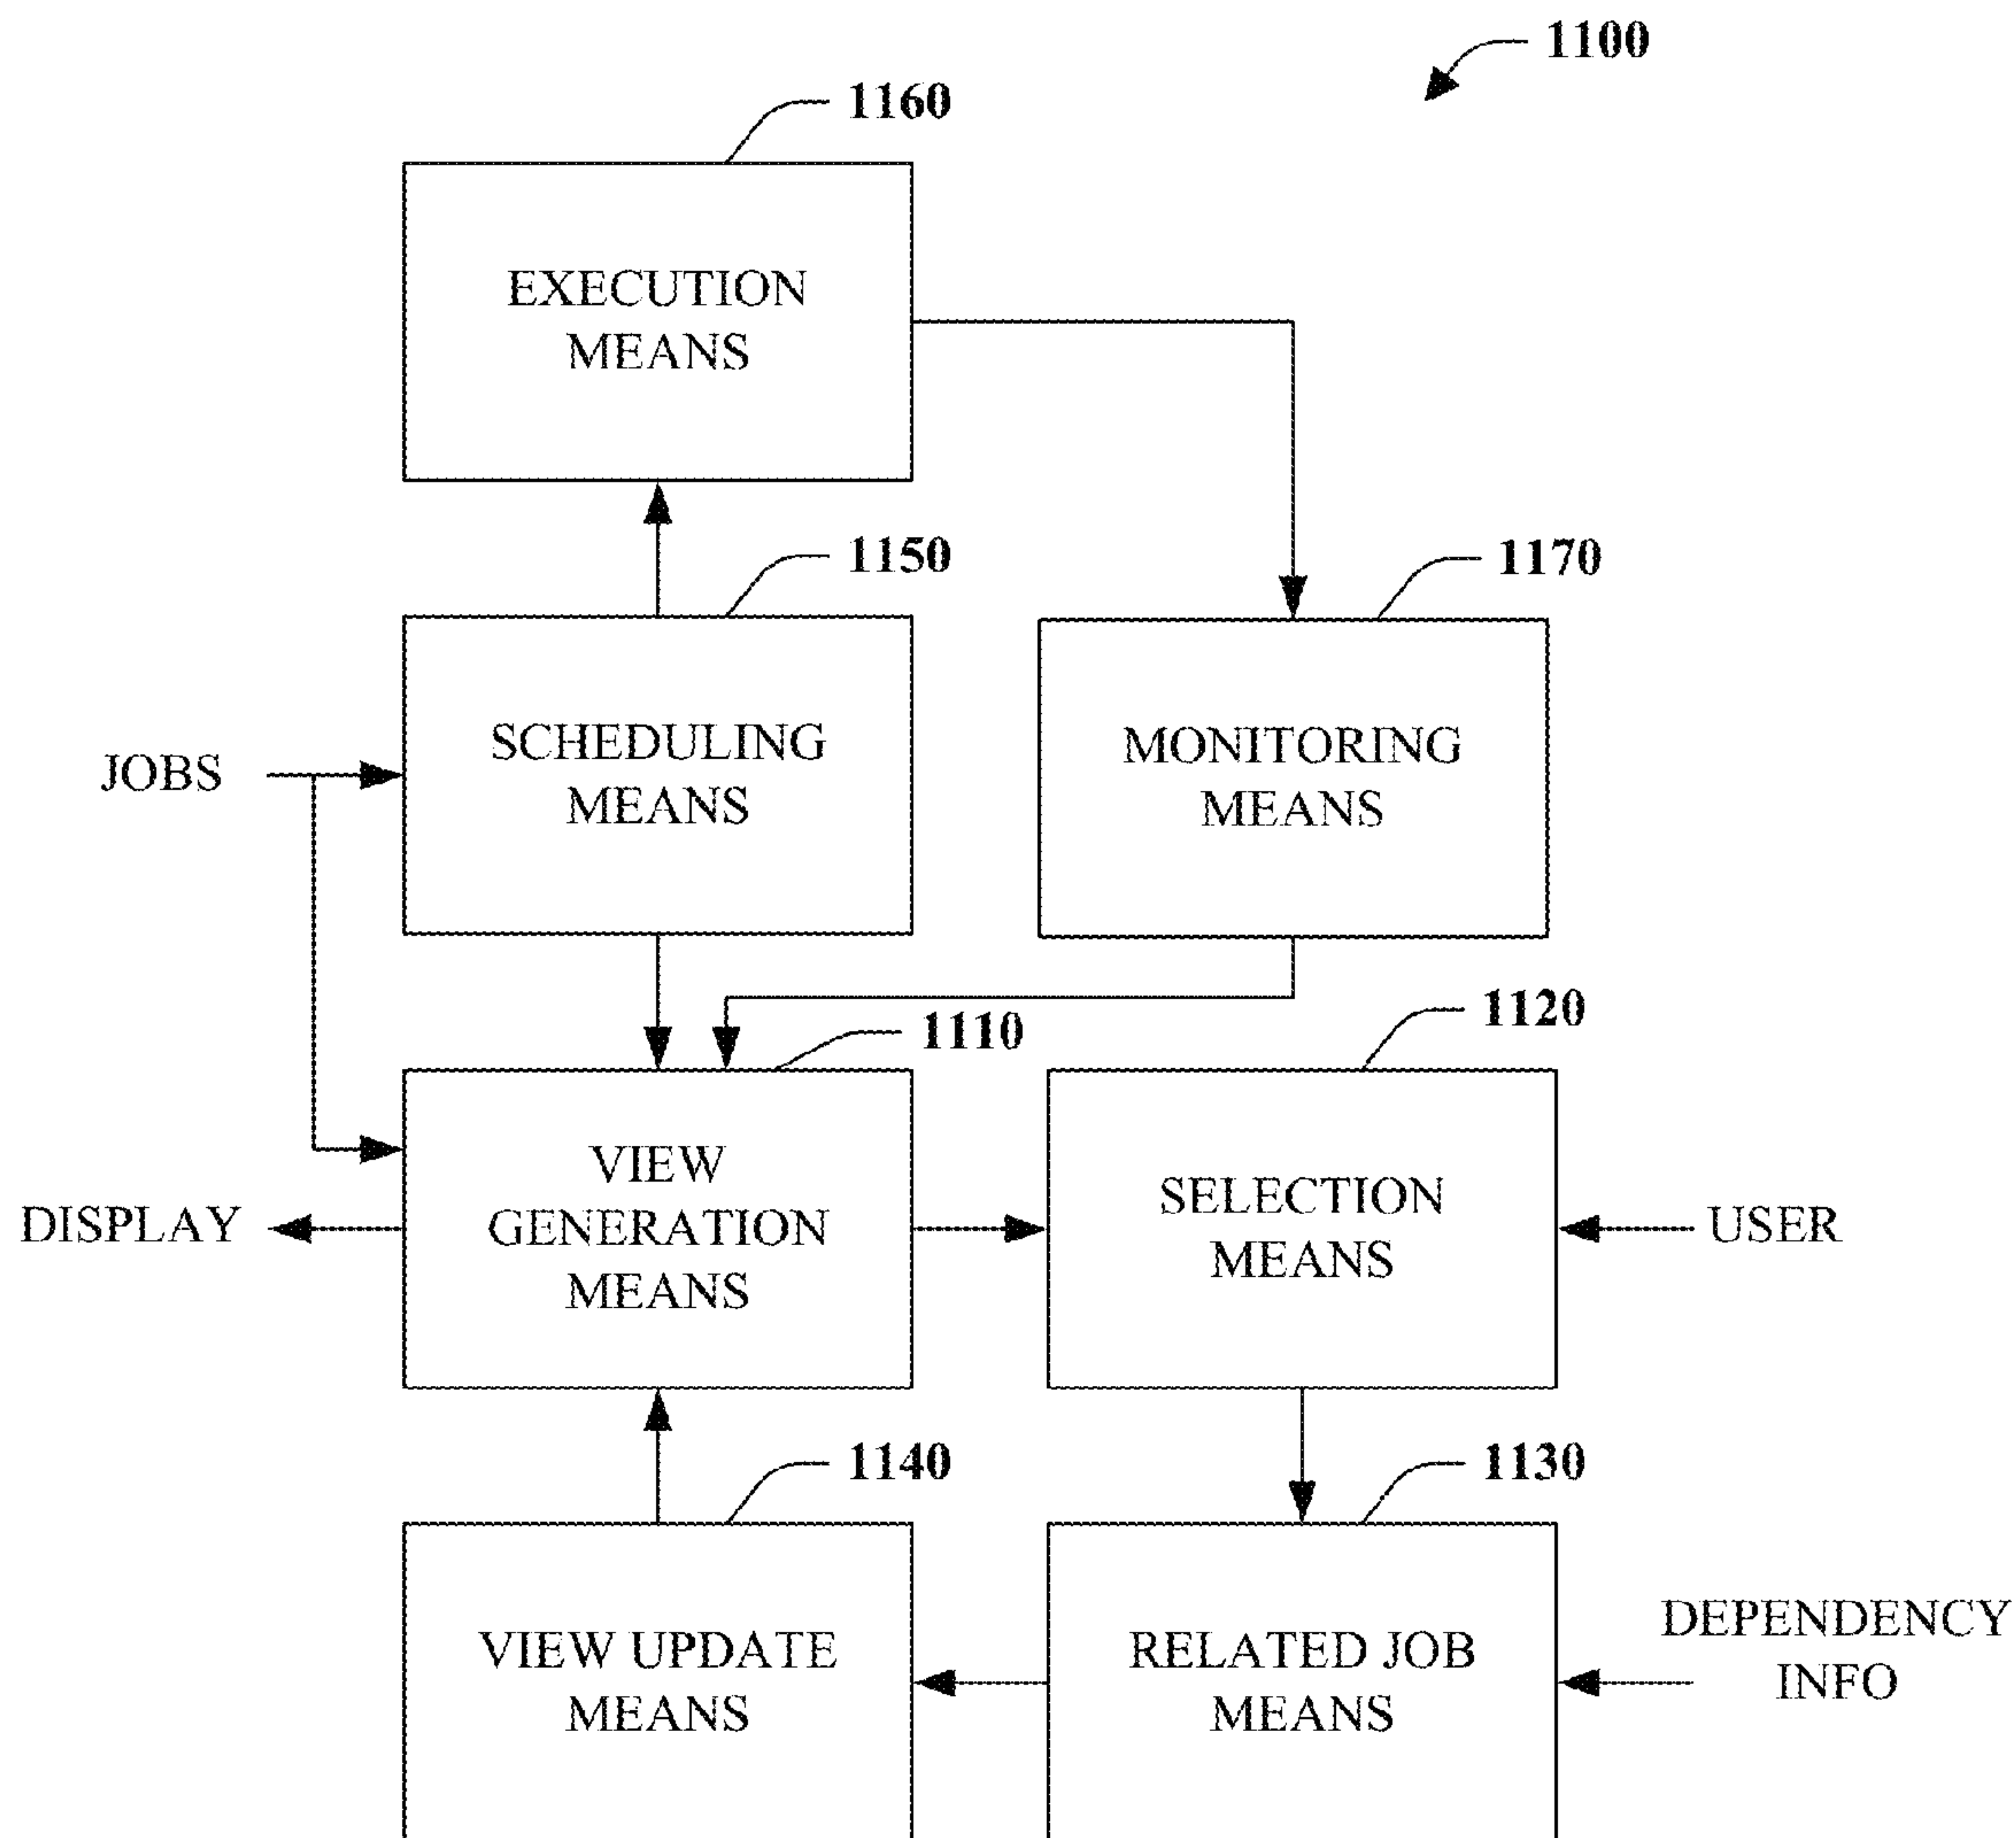 1100
1160
EXECUTION
MEANS
1150
1170
JOBS
SCHEDULING
MEANS
MONITORING
MEANS
1110
1120
DISPLAY
VIEW
GENERATION
MEANS
SELECTION
MEANS
USER
1140
1130
VIEW UPDATE
MEANS
RELATED JOB
MEANS
DEPENDENCY
INFO